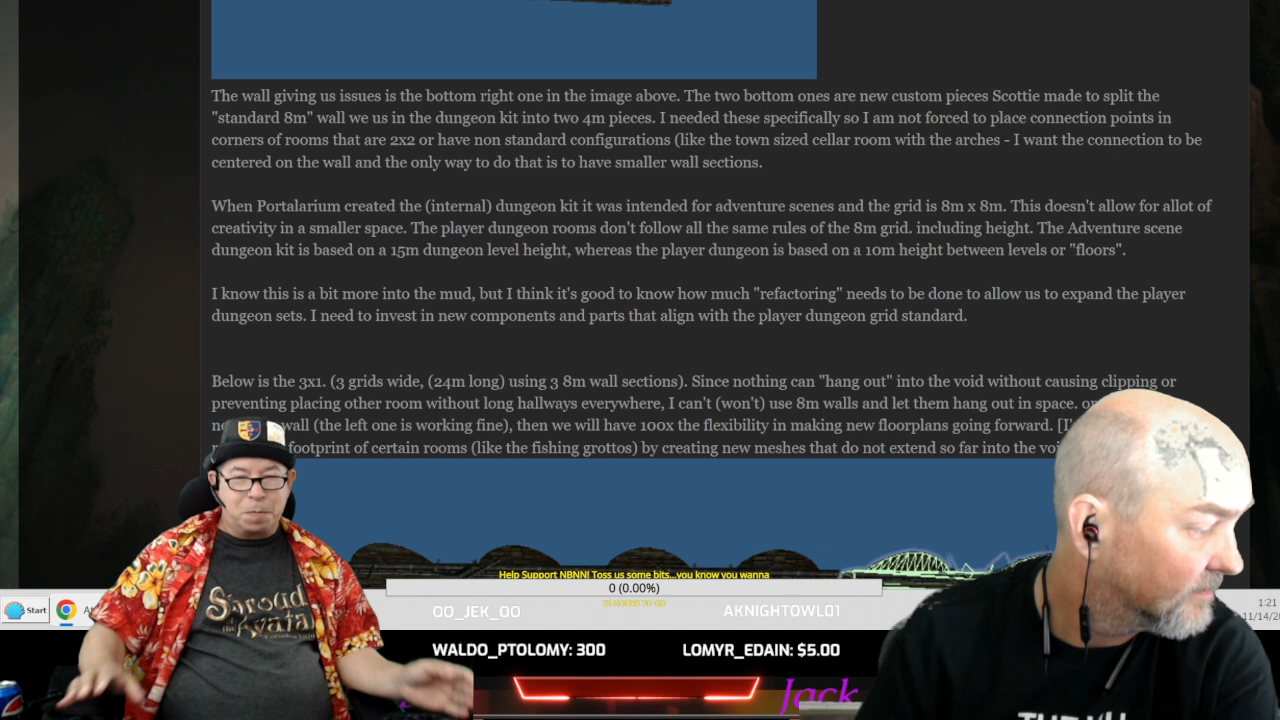 The wall giving us issues is the bottom right one in the image above. The two bottom ones are new custom pieces Scottie made to split the
"standard 8m" wall we us in the dungeon kit into two 4m pieces. I needed these specifically so I am not forced to place connection points in
corners of rooms that are 2x2 or have non standard configurations (like the town sized cellar room with the arches - I want the connection to be
centered on the wall and the only way to do that is to have smaller wall sections.
When Portalarium created the (internal) dungeon kit it was intended for adventure scenes and the grid is 8m x 8m. This doesn't allow for allot of
creativity in a smaller space. The player dungeon rooms don't follow all the same rules of the 8m grid. including height. The Adventure scene
dungeon kit is based on a 15m dungeon level height, whereas the player dungeon is based on a 10m height between levels or "floors".
I know this is a bit more into the mud, but I think it's good to know how much "refactoring" needs to be done to allow us to expand the player
dungeon sets. I need to invest in new components and parts that align with the player dungeon grid standard.
Below is the 3x1. (3 grids wide, (24m long) using 3 8m wall sections). Since nothing can "hang out" into the void without causing clipping or
preventing placing other room without long hallways everywhere, I can't (won't) use 8m walls and let them hang out in space.
wall (the left one is working fine), then we will have 100x the flexibility in making new floorplans going forward.
footprint of certain rooms (like the fishing grottos) by creating new meshes that do not extend so far into the
Help Support NBNN! Toss us some bits...you know you wanna
0 (0.00%)
Start
OO_JEK_OO
AKNIGHTOWL01
1:21
WALDO_PTOLOMY: 300
LOMYR_EDAIN: $5.00
Shroud
of the Avatar
Jack